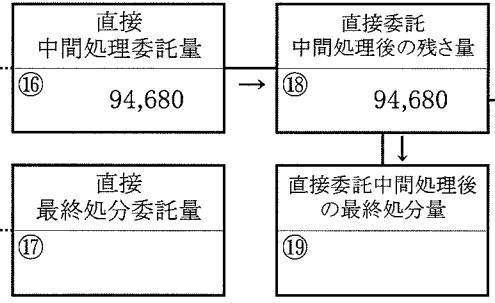 直接
中間処理委託量
⑯
94,680
→
直接委託
中間処理後の残さ量
⑱
94,680
↓
直接
最終処分委託量
⑰
直接委託中間処理後
の最終処分量
⑲